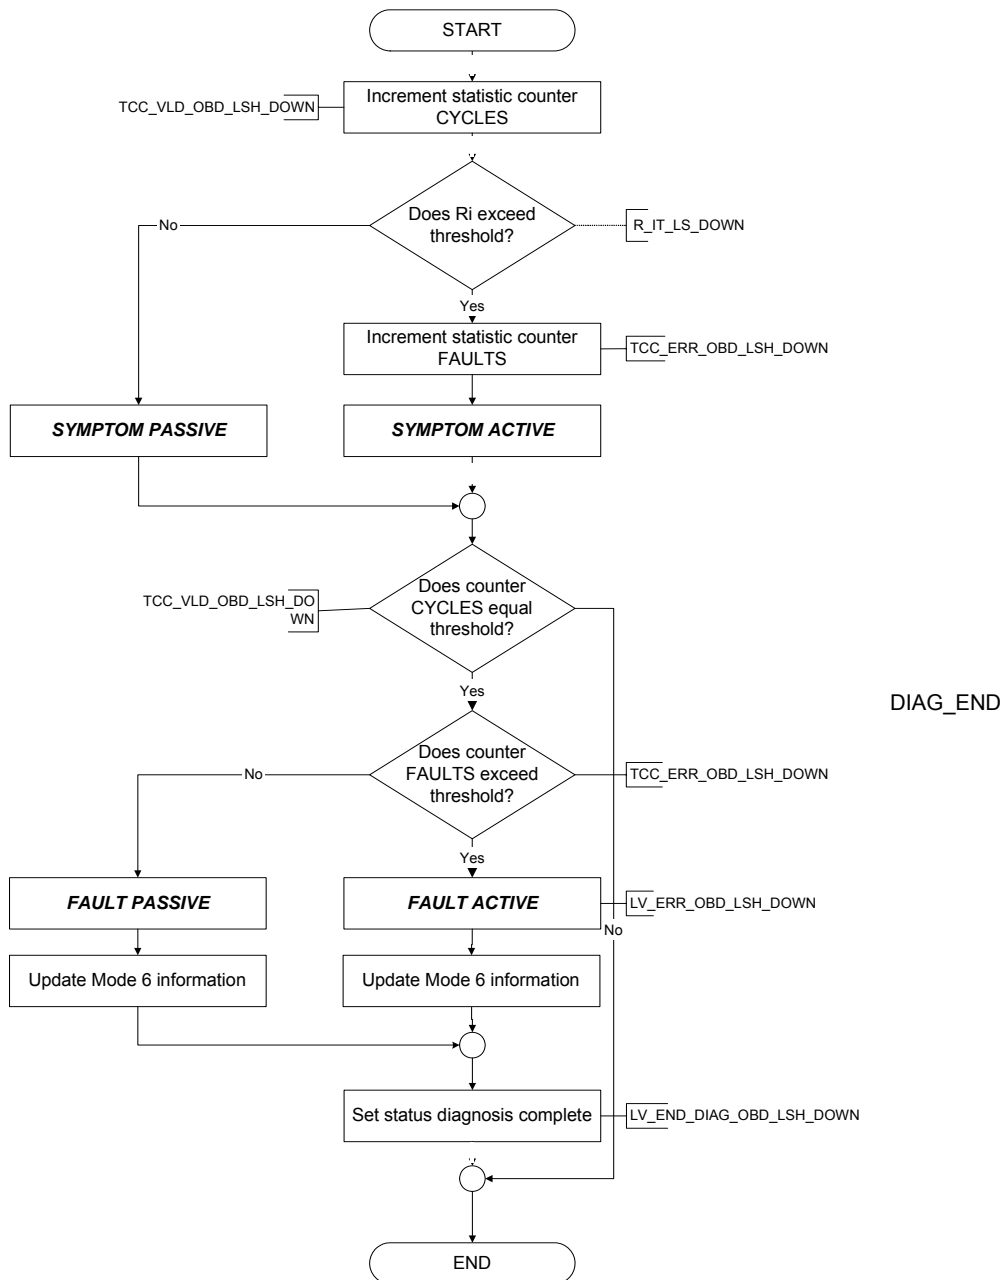 START
Increment statistic counter
CYCLES
TCC_VLD_OBD_LSH_DOWN
Does Ri exceed
threshold?
No
R_IT_LS_DOWN
Yes
Increment statistic counter
FAULTS
TCC_ERR_OBD_LSH_DOWN
SYMPTOM PASSIVE
SYMPTOM ACTIVE
Does counter
CYCLES equal
threshold?
TCC_VLD_OBD_LSH_DO
WN
Yes
DIAG_END
Does counter
FAULTS exceed
threshold?
No
TCC_ERR_OBD_LSH_DOWN
Yes
FAULT PASSIVE
FAULT ACTIVE
LV_ERR_OBD_LSH_DOWN
No
Update Mode 6 information
Update Mode 6 information
Set status diagnosis complete
LV_END_DIAG_OBD_LSH_DOWN
END